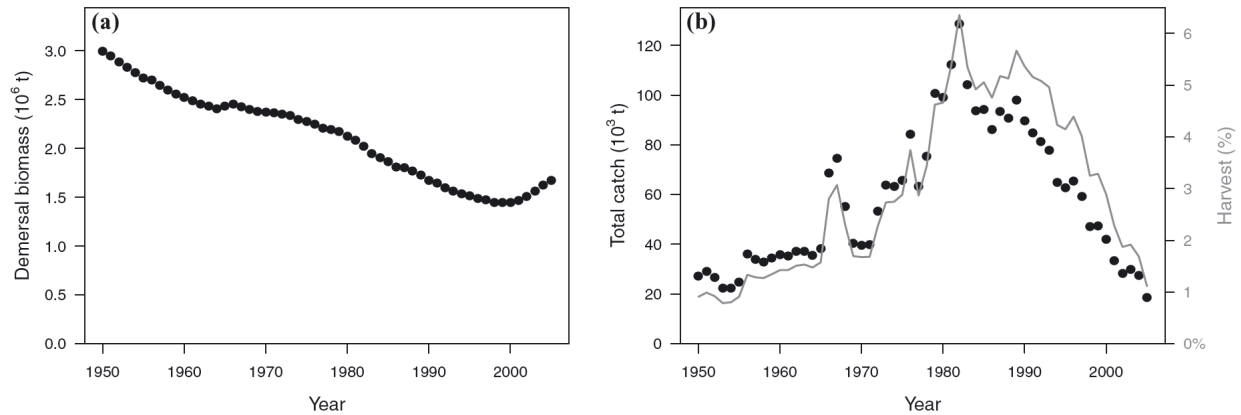 (a)
Demersal biomass (10⁶ t)
3.0
2.5
2.0
1.5
1.0
0.5
0.0
1950 1960 1970 1980 1990 2000
Year
(b)
Total catch (10³ t)
120
100
80
60
40
20
0
1950 1960 1970 1980 1990 2000
Year
6
5
4
3
2
1
0%
Harvest (%)